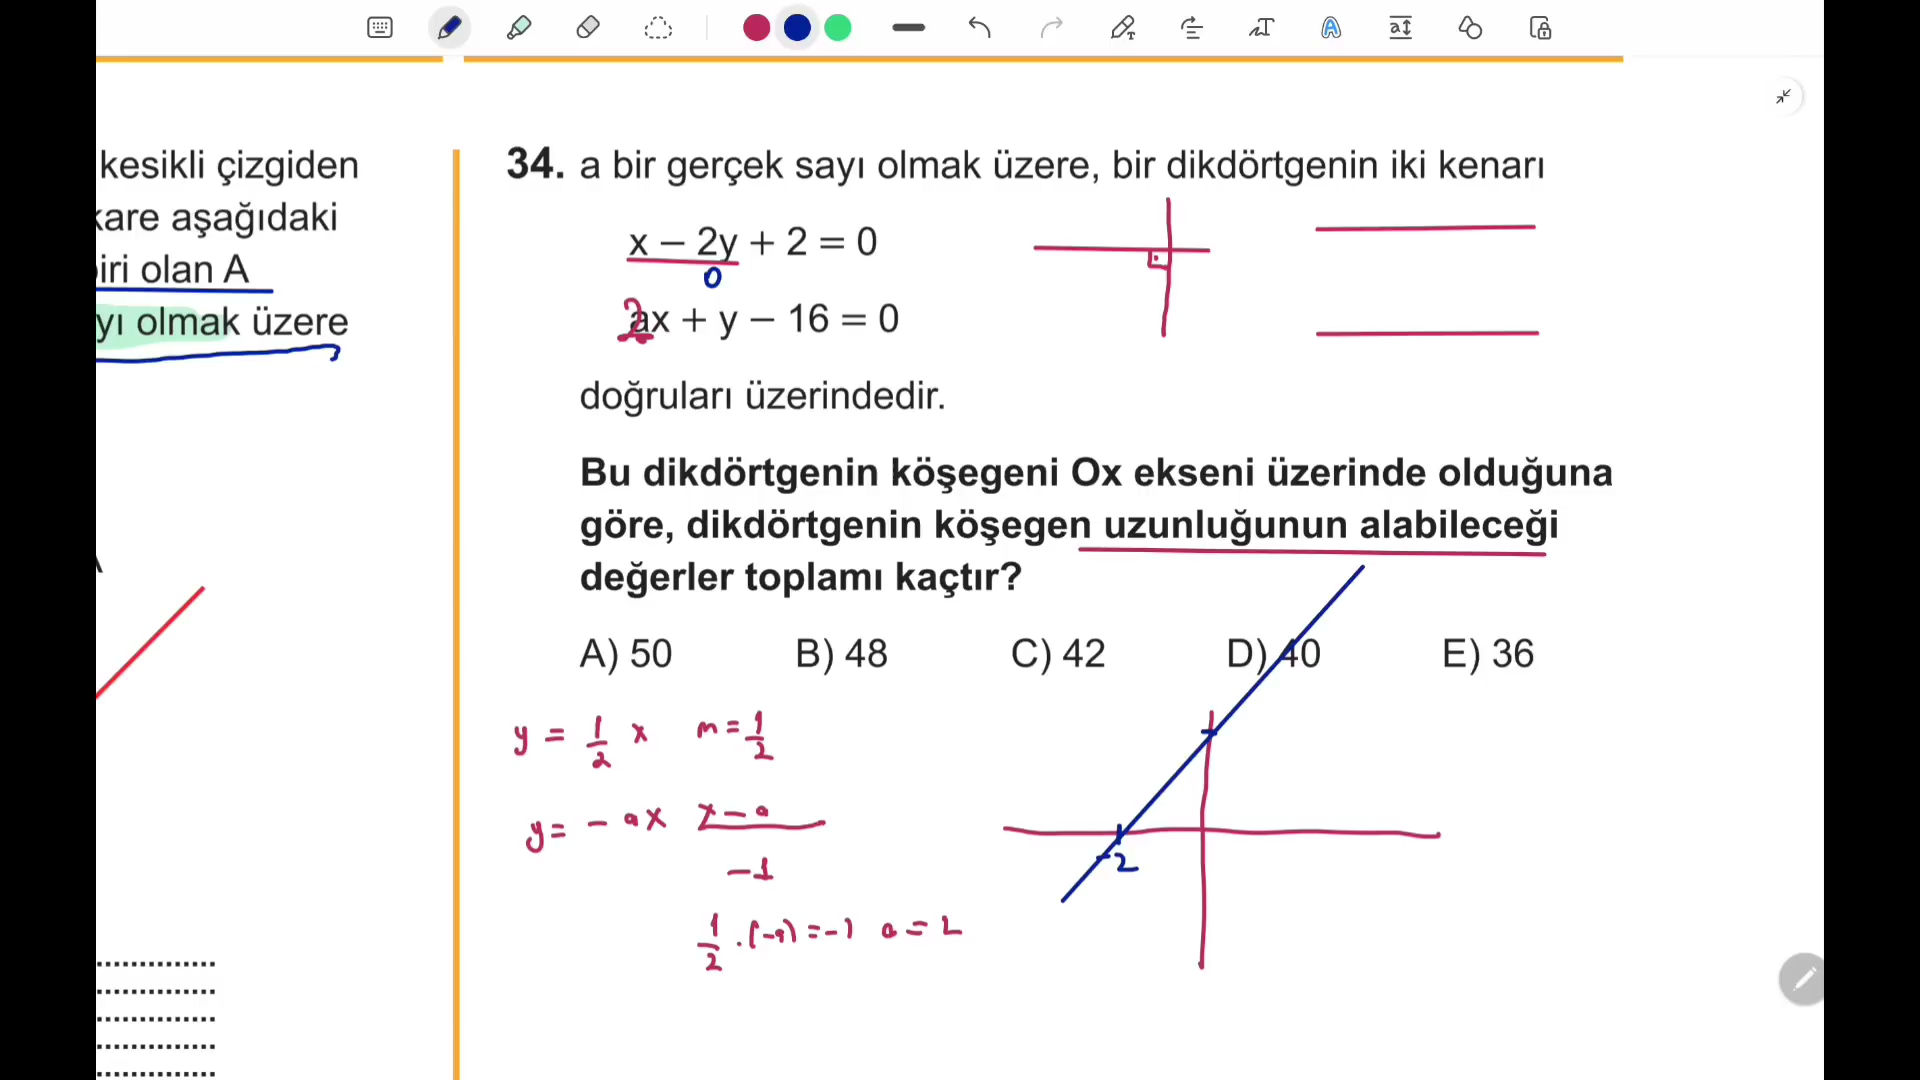 kesikli çizgiden
kare aşağıdaki
biri olan A
yı olmak üzere
34. a bir gerçek sayı olmak üzere, bir dikdörtgenin iki kenarı
x − 2y + 2 = 0
0
2
ax + y − 16 = 0
doğruları üzerindedir.
Bu dikdörtgenin köşegeni Ox ekseni üzerinde olduğuna
göre, dikdörtgenin köşegen uzunluğunun alabileceği
değerler toplamı kaçtır?
A) 50 B) 48 C) 42 D) 40 E) 36
y = 1/2 x m = 1/2
y = - ax x - a
-1
-2
1/2 . (-a) = -1 a = 2